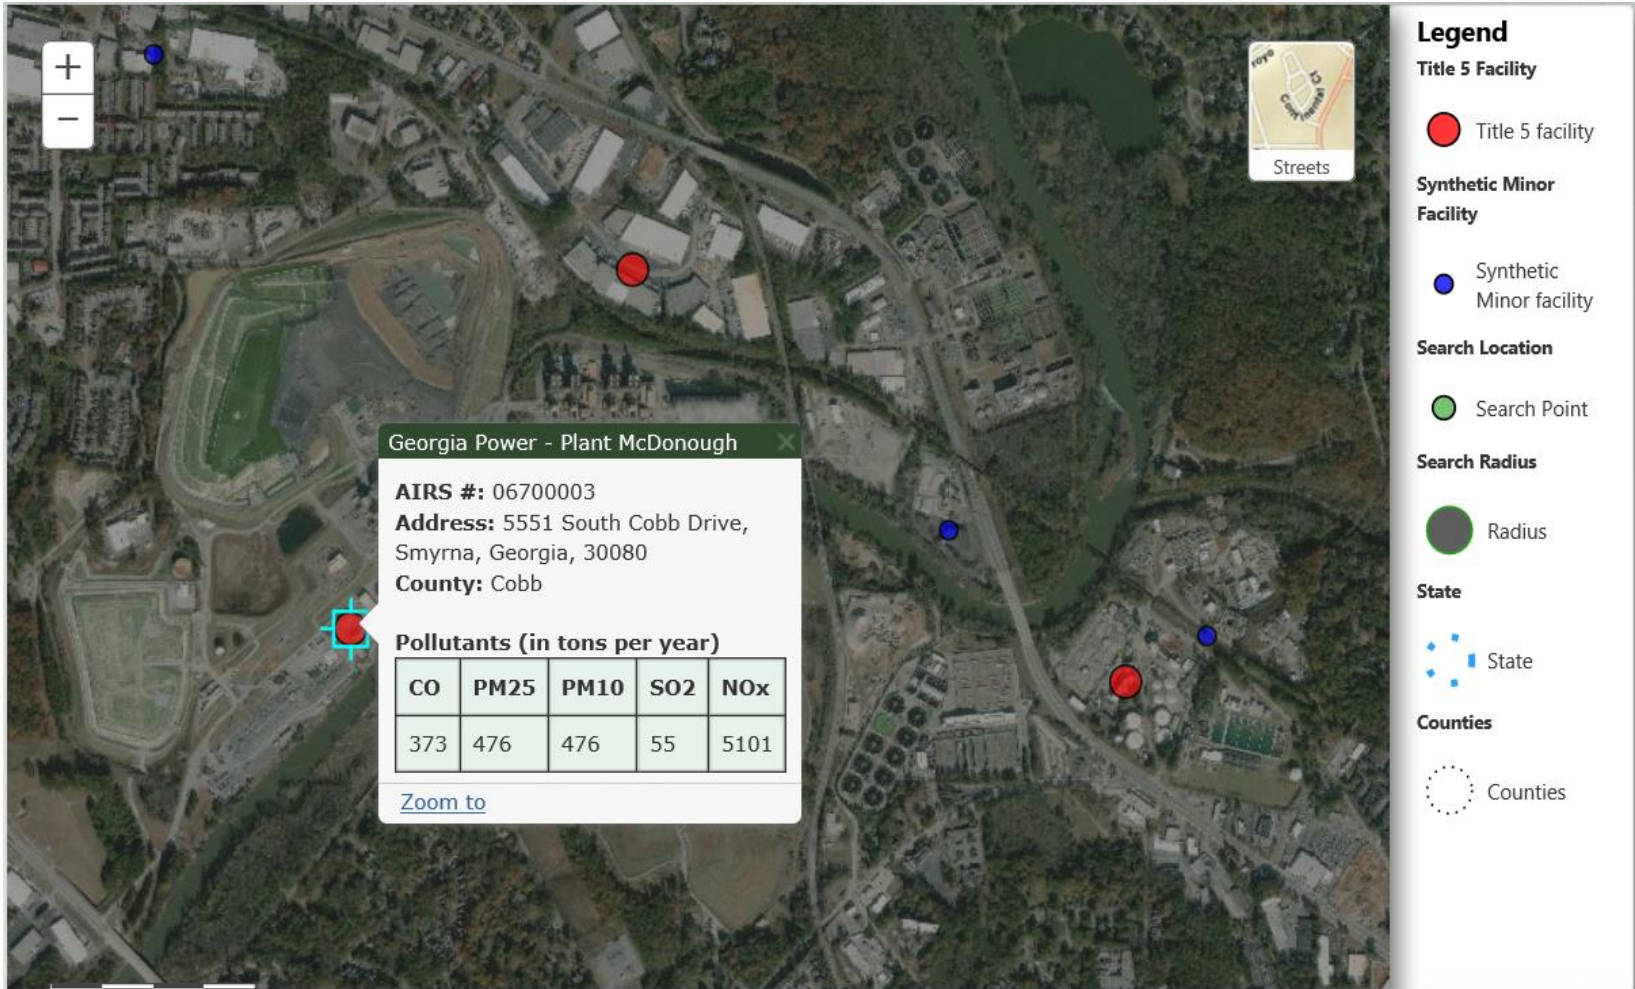 +
−
royo
Continental
Ct
Streets
Georgia Power - Plant McDonough
AIRS #: 06700003
Address: 5551 South Cobb Drive,
Smyrna, Georgia, 30080
County: Cobb
Pollutants (in tons per year)
CO PM25 PM10 SO2 NOx
373 476 476 55 5101
Zoom to
Legend
Title 5 Facility
Title 5 facility
Synthetic Minor
Facility
Synthetic
Minor facility
Search Location
Search Point
Search Radius
Radius
State
State
Counties
Counties